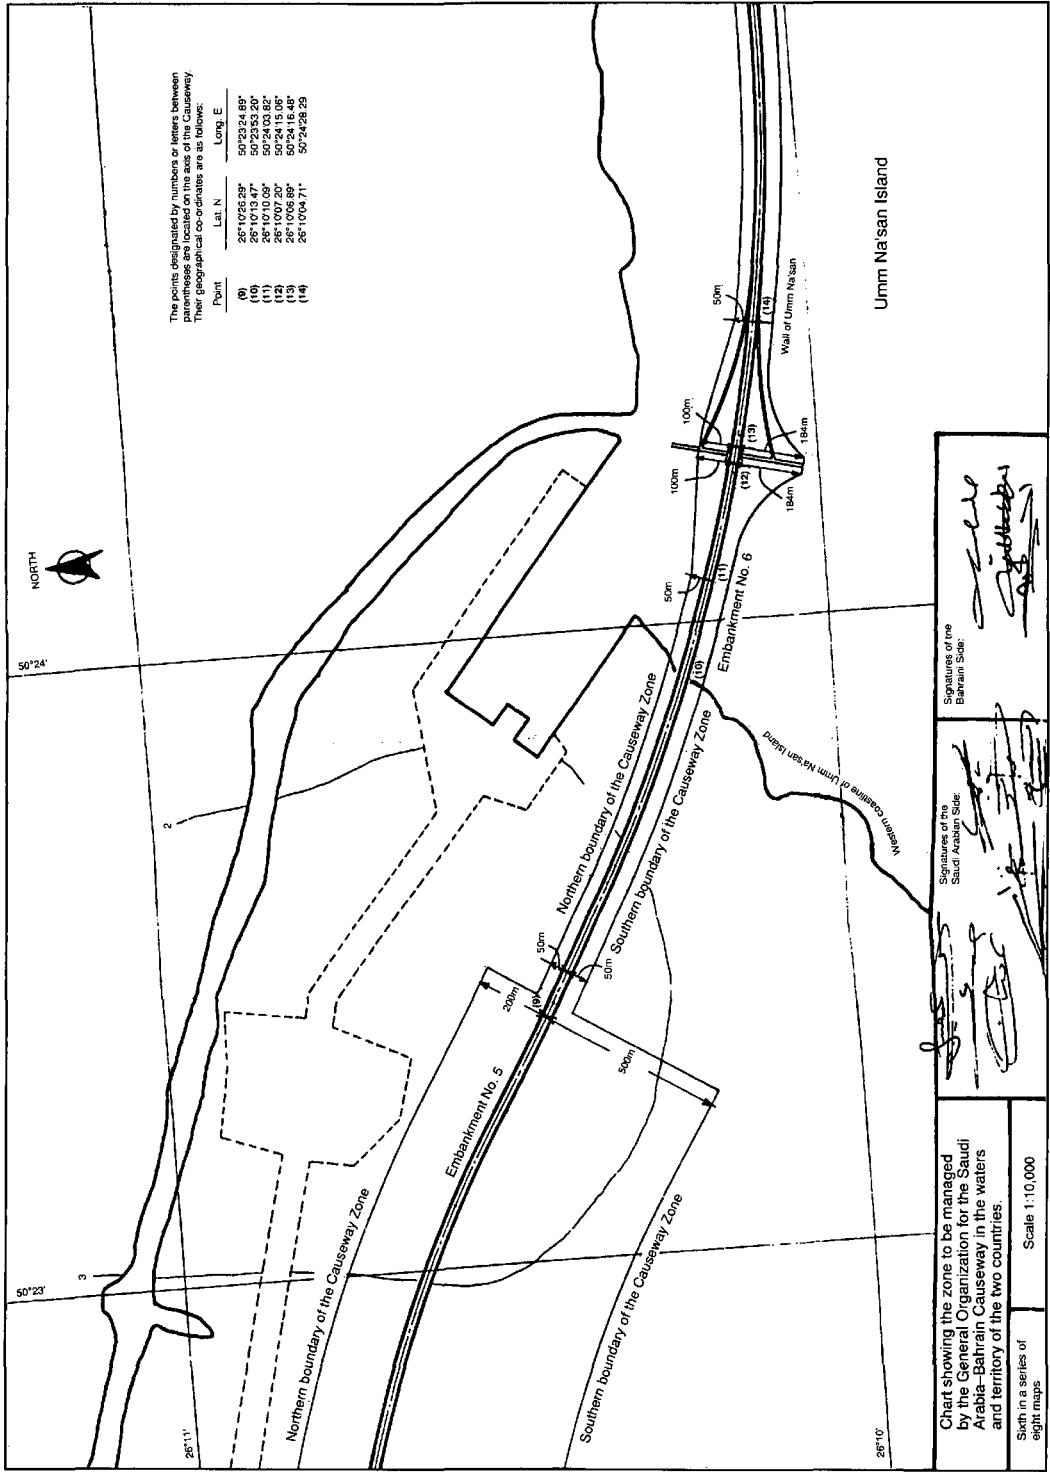 The points designated by numbers or letters between
parentheses are located on the axis of the Causeway.
Their geographical co-ordinates are as follows:
Point Lat. N Long. E
(9) 26°10'26.29" 50°23'24.89"
(10) 26°10'13.47" 50°23'53.20"
(11) 26°10'10.09" 50°24'03.82"
(12) 26°10'07.20" 50°24'15.06"
(13) 26°10'06.89" 50°24'16.48"
(14) 26°10'04.71" 50°24'28.29
NORTH
50°24'
50°23'
26°11'
26°10'
2
3
Umm Na'san Island
Wall of Umm Na'san
50m
(14)
100m
(13)
184m
100m
(12)
184m
50m
(11)
Embankment No. 6
(10)
Northern boundary of the Causeway Zone
Southern boundary of the Causeway Zone
Western coastline of Umm Na'san Island
50m
50m
200m
(9)
500m
Embankment No. 5
Northern boundary of the Causeway Zone
Southern boundary of the Causeway Zone
Chart showing the zone to be managed
by the General Organization for the Saudi
Arabia–Bahrain Causeway in the waters
and territory of the two countries.
Sixth in a series of
eight maps
Scale 1:10,000
Signatures of the
Saudi Arabian Side:
Signatures of the
Bahraini Side: